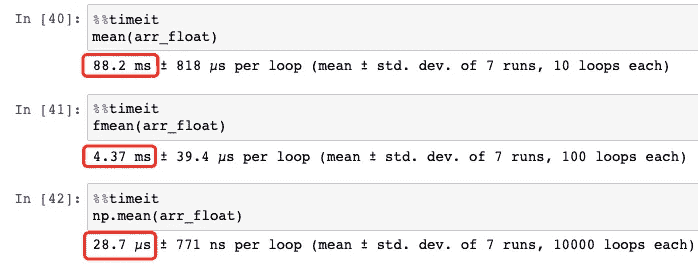 In [40]: %%timeit
mean(arr_float)
88.2 ms ± 818 µs per loop (mean ± std. dev. of 7 runs, 10 loops each)
In [41]: %%timeit
fmean(arr_float)
4.37 ms ± 39.4 µs per loop (mean ± std. dev. of 7 runs, 100 loops each)
In [42]: %%timeit
np.mean(arr_float)
28.7 µs ± 771 ns per loop (mean ± std. dev. of 7 runs, 10000 loops each)